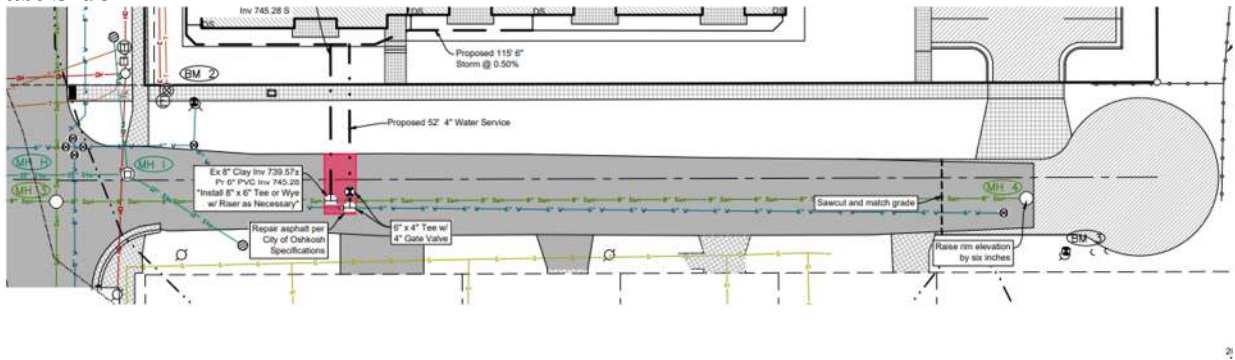 Inv 745.28 S
DS
DS
DS
Proposed 115' 6"
Storm @ 0.50%
BM 2
Proposed 52' 4" Water Service
MH H
MH I
MH 5
Ex 8" Clay Inv 739.57±
Pr 6" PVC Inv 745.28
"Install 8" x 6" Tee or Wye
w/ Riser as Necessary"
Repair asphalt per
City of Oshkosh
Specifications
6" x 4" Tee w/
4" Gate Valve
Sawcut and match grade
MH 4
Raise rim elevation
by six inches
BM 3